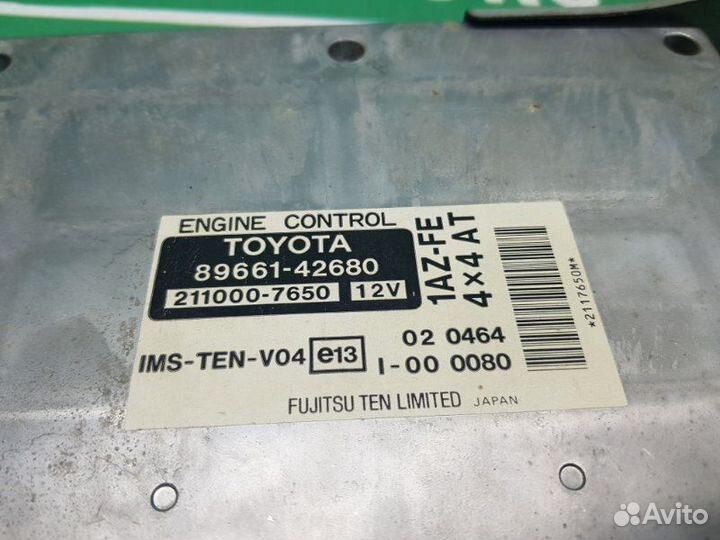 ENGINE CONTROL
TOYOTA
89661-42680
211000-7650 12V
1AZ-FE
4×4 AT
IMS-TEN-V04 e13
02 0464
I-00 0080
FUJITSU TEN LIMITED JAPAN
*2117650M*
Avito